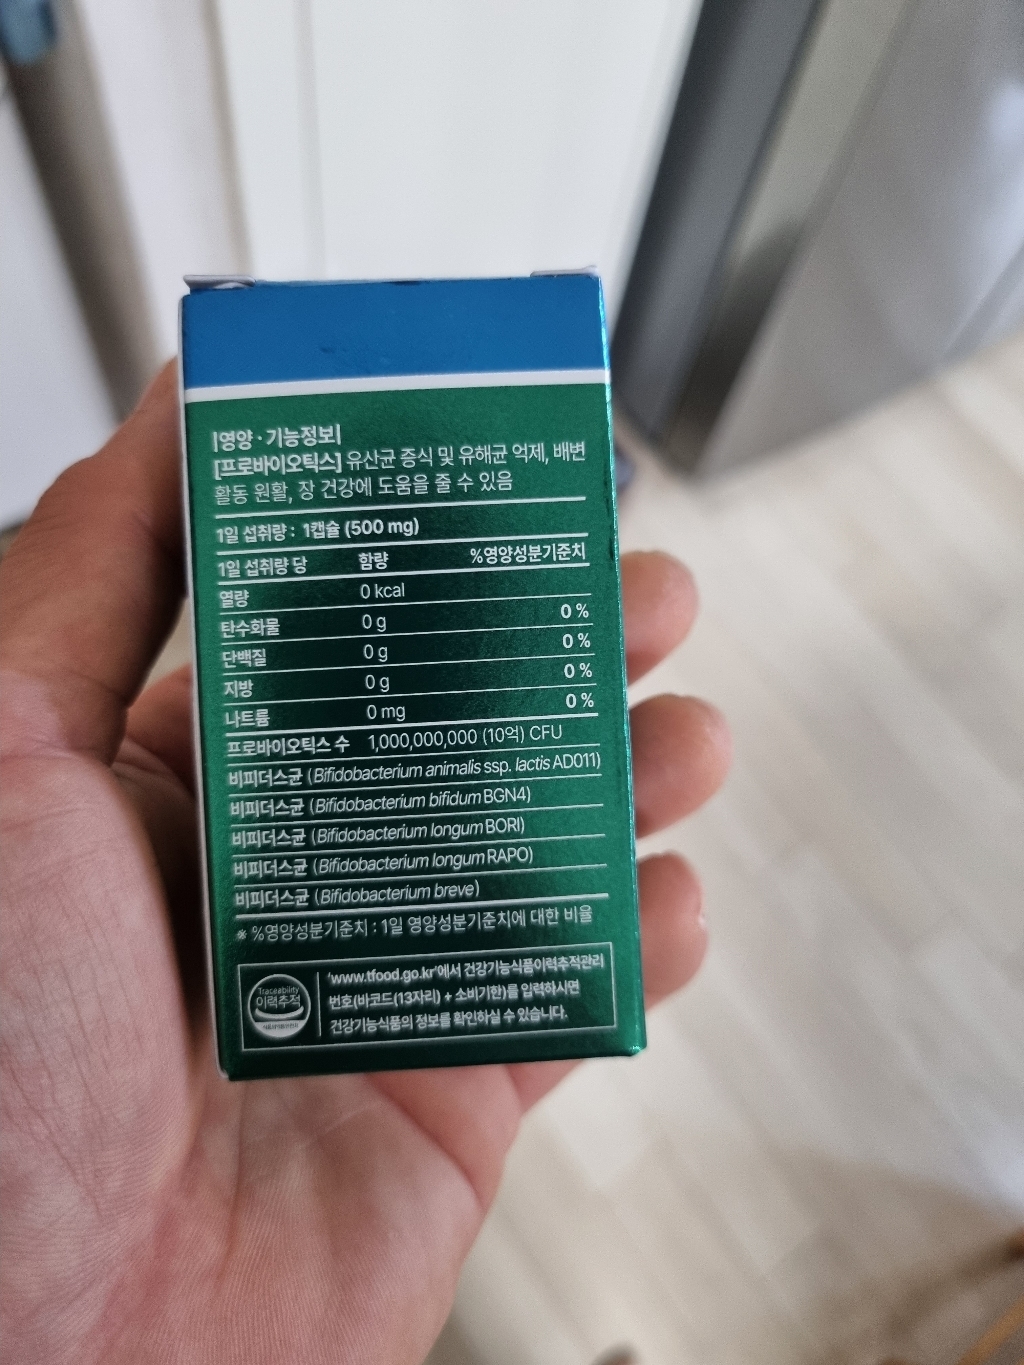 |영양·기능정보|
[프로바이오틱스] 유산균 증식 및 유해균 억제, 배변
활동 원활, 장 건강에 도움을 줄 수 있음
1일 섭취량 : 1캡슐 (500 mg)
1일 섭취량 당 함량 %영양성분기준치
열량 0 kcal
탄수화물 0 g 0 %
단백질 0 g 0 %
지방 0 g 0 %
나트륨 0 mg 0 %
프로바이오틱스 수 1,000,000,000 (10억) CFU
비피더스균 (Bifidobacterium animalis ssp. lactis AD011)
비피더스균 (Bifidobacterium bifidum BGN4)
비피더스균 (Bifidobacterium longum BORI)
비피더스균 (Bifidobacterium longum RAPO)
비피더스균 (Bifidobacterium breve)
※ %영양성분기준치 : 1일 영양성분기준치에 대한 비율
Traceability
이력추적
'www.tfood.go.kr'에서 건강기능식품이력추적관리
번호(바코드(13자리) + 소비기한)를 입력하시면
건강기능식품의 정보를 확인하실 수 있습니다.